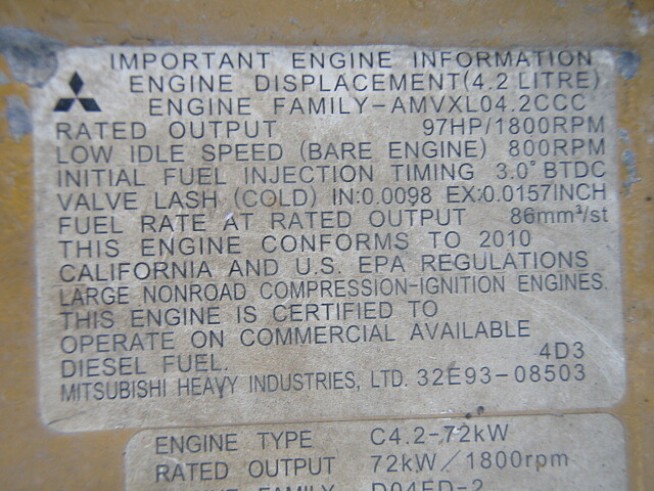 IMPORTANT ENGINE INFORMATION
ENGINE DISPLACEMENT(4.2 LITRE)
ENGINE FAMILY-AMVXL04.2CCC
RATED OUTPUT 97HP/1800RPM
LOW IDLE SPEED (BARE ENGINE) 800RPM
INITIAL FUEL INJECTION TIMING 3.0° BTDC
VALVE LASH (COLD) IN:0.0098 EX:0.0157INCH
FUEL RATE AT RATED OUTPUT 86mm³/st
THIS ENGINE CONFORMS TO 2010
CALIFORNIA AND U.S. EPA REGULATIONS
LARGE NONROAD COMPRESSION-IGNITION ENGINES.
THIS ENGINE IS CERTIFIED TO
OPERATE ON COMMERCIAL AVAILABLE
DIESEL FUEL. 4D3
MITSUBISHI HEAVY INDUSTRIES, LTD. 32E93-08503
ENGINE TYPE C4.2-72kW
RATED OUTPUT 72kW/1800rpm
ENGINE FAMILY D04FD-2